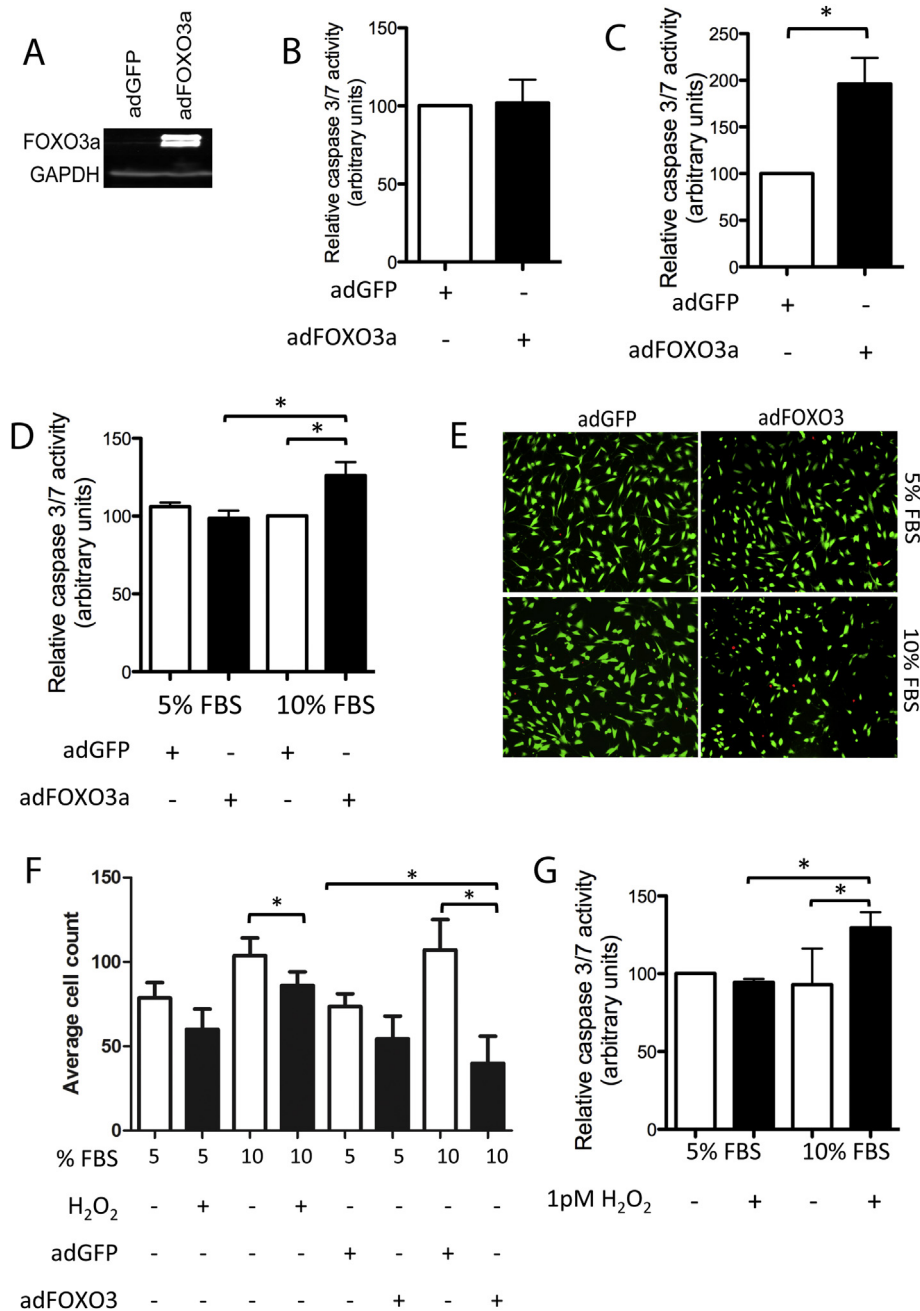 A
adGFP
adFOXO3a
FOXO3a
GAPDH
B
Relative caspase 3/7 activity
(arbitrary units)
150
100
50
0
adGFP + -
adFOXO3a - +
C
Relative caspase 3/7 activity
(arbitrary units)
250
200
150
100
50
0
*
adGFP + -
adFOXO3a - +
D
Relative caspase 3/7 activity
(arbitrary units)
150
100
50
0
*
*
5% FBS 10% FBS
adGFP + - + -
adFOXO3a - + - +
E
adGFP adFOXO3
5% FBS
10% FBS
F
Average cell count
150
100
50
0
*
*
*
% FBS 5 5 10 10 5 5 10 10
H₂O₂ - + - + - - - -
adGFP - - - - + - + -
adFOXO3 - - - - - + - +
G
Relative caspase 3/7 activity
(arbitrary units)
150
100
50
0
*
*
5% FBS 10% FBS
1pM H₂O₂ - + - +